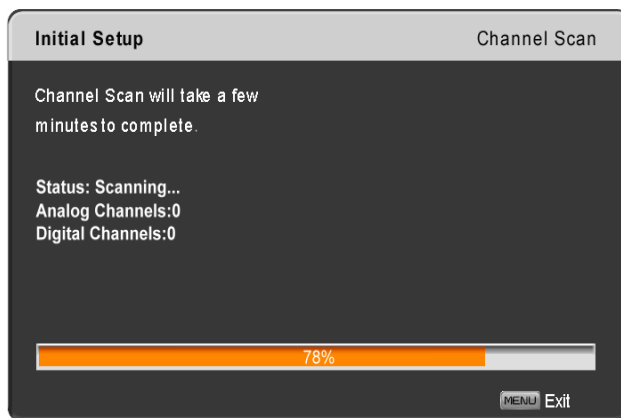 Initial Setup Channel Scan
Channel Scan will take a few
minutes to complete.
Status: Scanning...
Analog Channels:0
Digital Channels:0
78%
MENU Exit